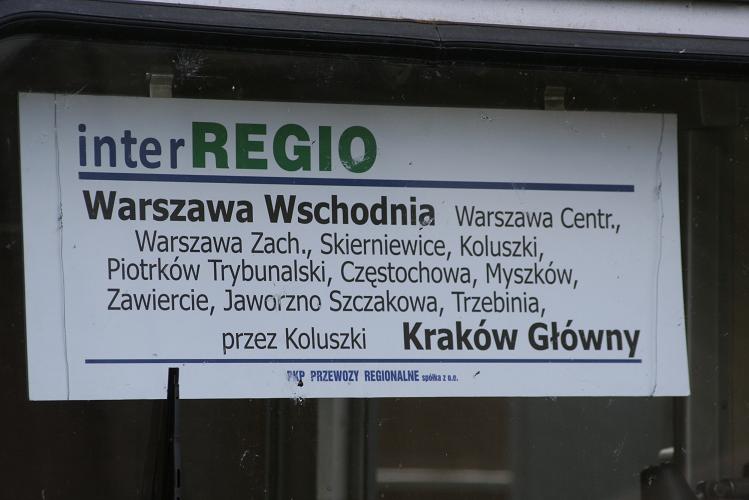 interREGIO
Warszawa Wschodnia Warszawa Centr.,
Warszawa Zach., Skierniewice, Koluszki,
Piotrków Trybunalski, Częstochowa, Myszków,
Zawiercie, Jaworzno Szczakowa, Trzebinia,
przez Koluszki Kraków Główny
PKP PRZEWOZY REGIONALNE spółka z o.o.